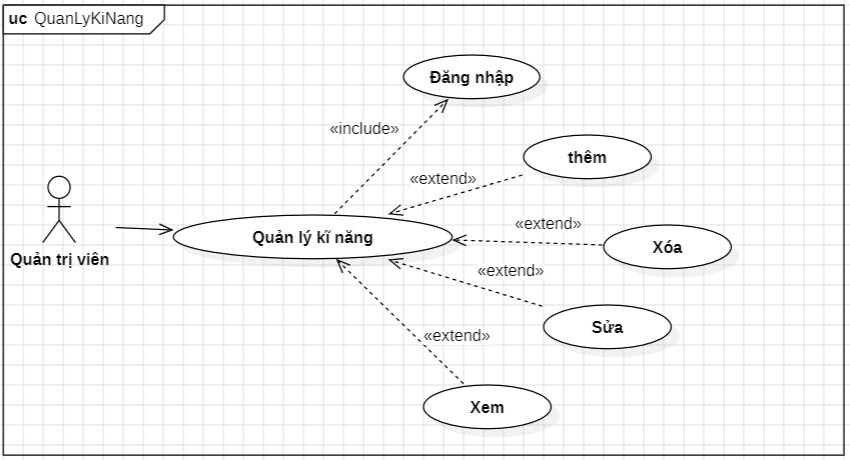 uc QuanLyKiNang
Đăng nhập
«include»
thêm
«extend»
Quản lý kĩ năng
«extend»
Xóa
Quản trị viên
«extend»
Sửa
«extend»
Xem